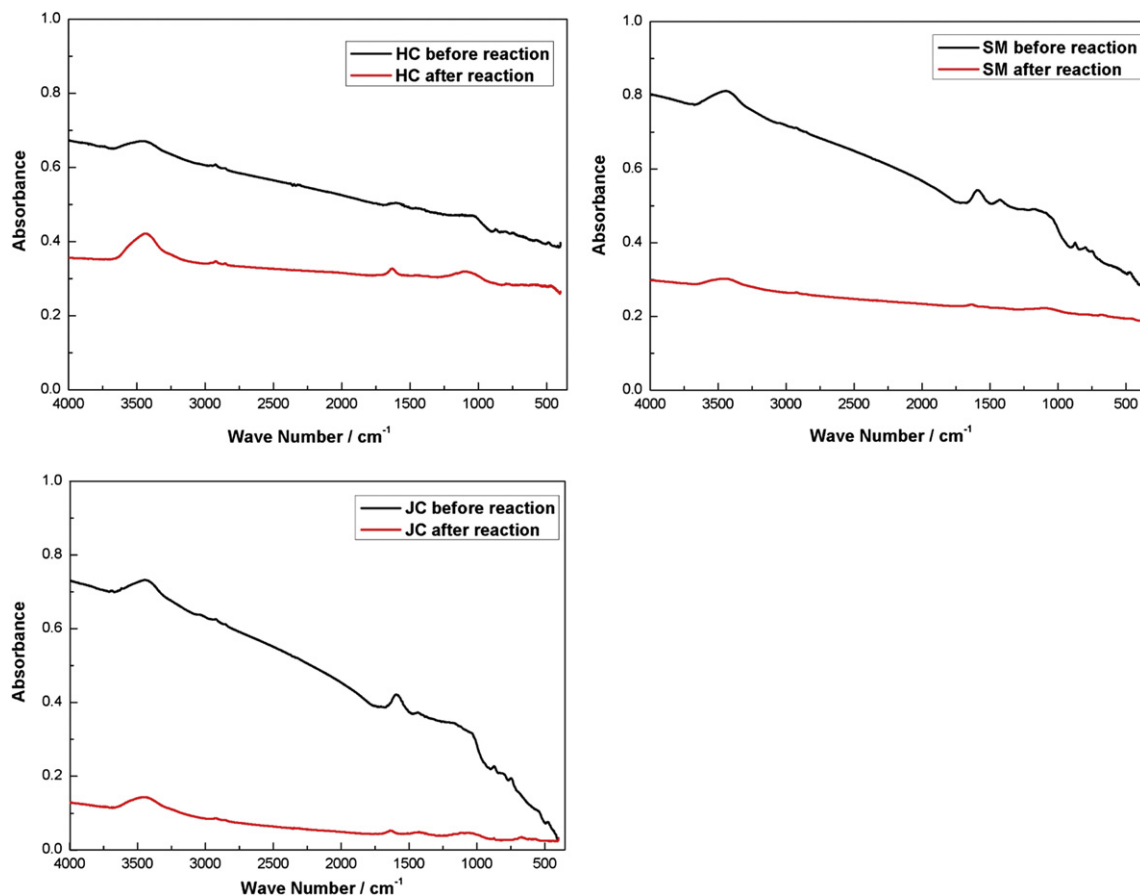 1.0
0.8
0.6
0.4
0.2
0.0
Absorbance
HC before reaction
HC after reaction
4000 3500 3000 2500 2000 1500 1000 500
Wave Number / cm⁻¹
1.0
0.8
0.6
0.4
0.2
0.0
Absorbance
SM before reaction
SM after reaction
4000 3500 3000 2500 2000 1500 1000 500
Wave Number / cm⁻¹
1.0
0.8
0.6
0.4
0.2
0.0
Absorbance
JC before reaction
JC after reaction
4000 3500 3000 2500 2000 1500 1000 500
Wave Number / cm⁻¹